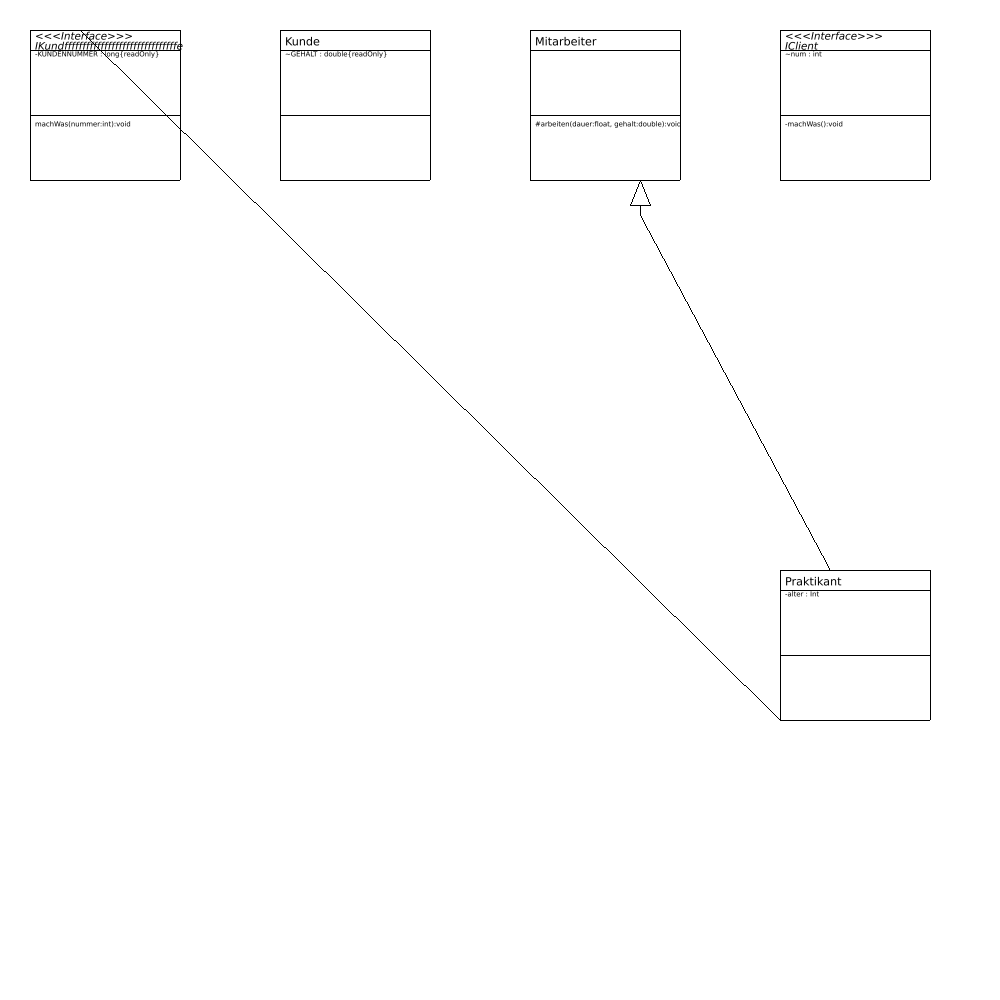 <<<Interface>>>
IKundfffffffffffffffffffffffffffffffe
-KUNDENNUMMER : long{readOnly}
machWas(nummer:int):void
Kunde
~GEHALT : double{readOnly}
Mitarbeiter
#arbeiten(dauer:float, gehalt:double):void
<<<Interface>>>
IClient
~num : int
-machWas():void
Praktikant
-alter : Int